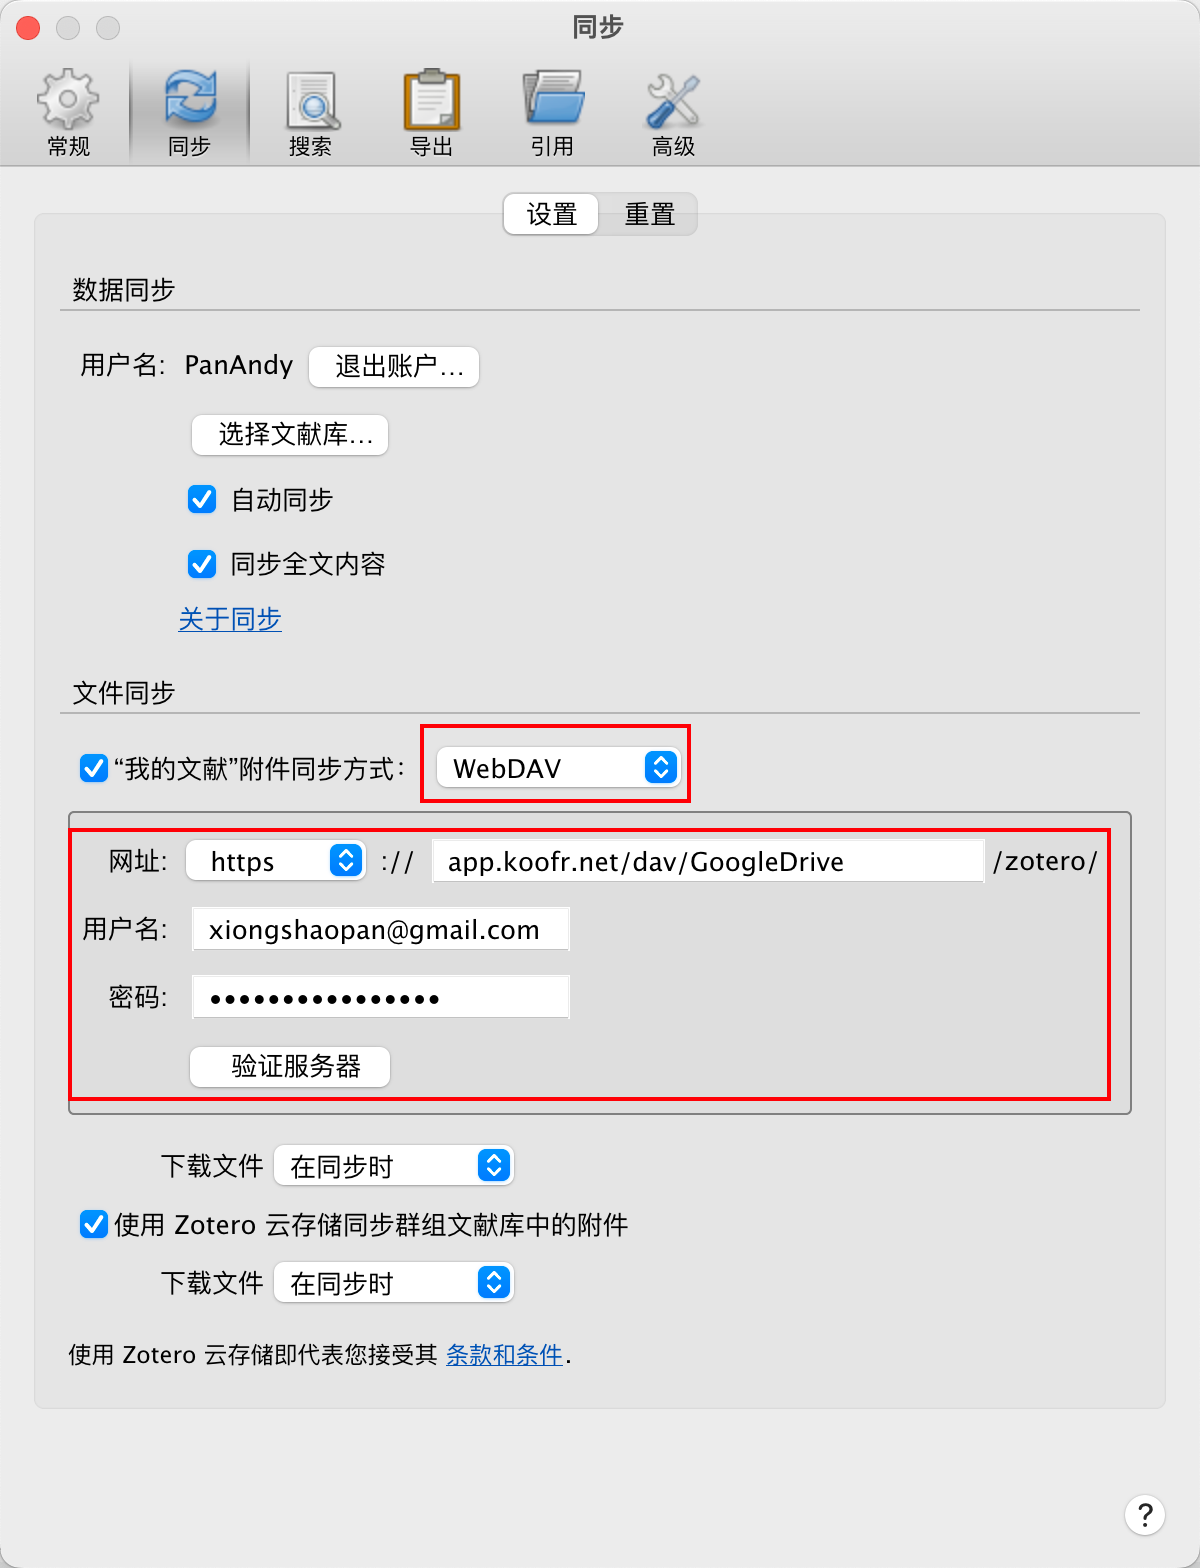 同步
常规 同步 搜索 导出 引用 高级
设置 重置
数据同步
用户名: PanAndy 退出账户...
选择文献库...
自动同步
同步全文内容
关于同步
文件同步
“我的文献”附件同步方式: WebDAV
网址: https :// app.koofr.net/dav/GoogleDrive /zotero/
用户名: xiongshaopan@gmail.com
密码: ••••••••••••••••
验证服务器
下载文件 在同步时
使用 Zotero 云存储同步群组文献库中的附件
下载文件 在同步时
使用 Zotero 云存储即代表您接受其 条款和条件.
?